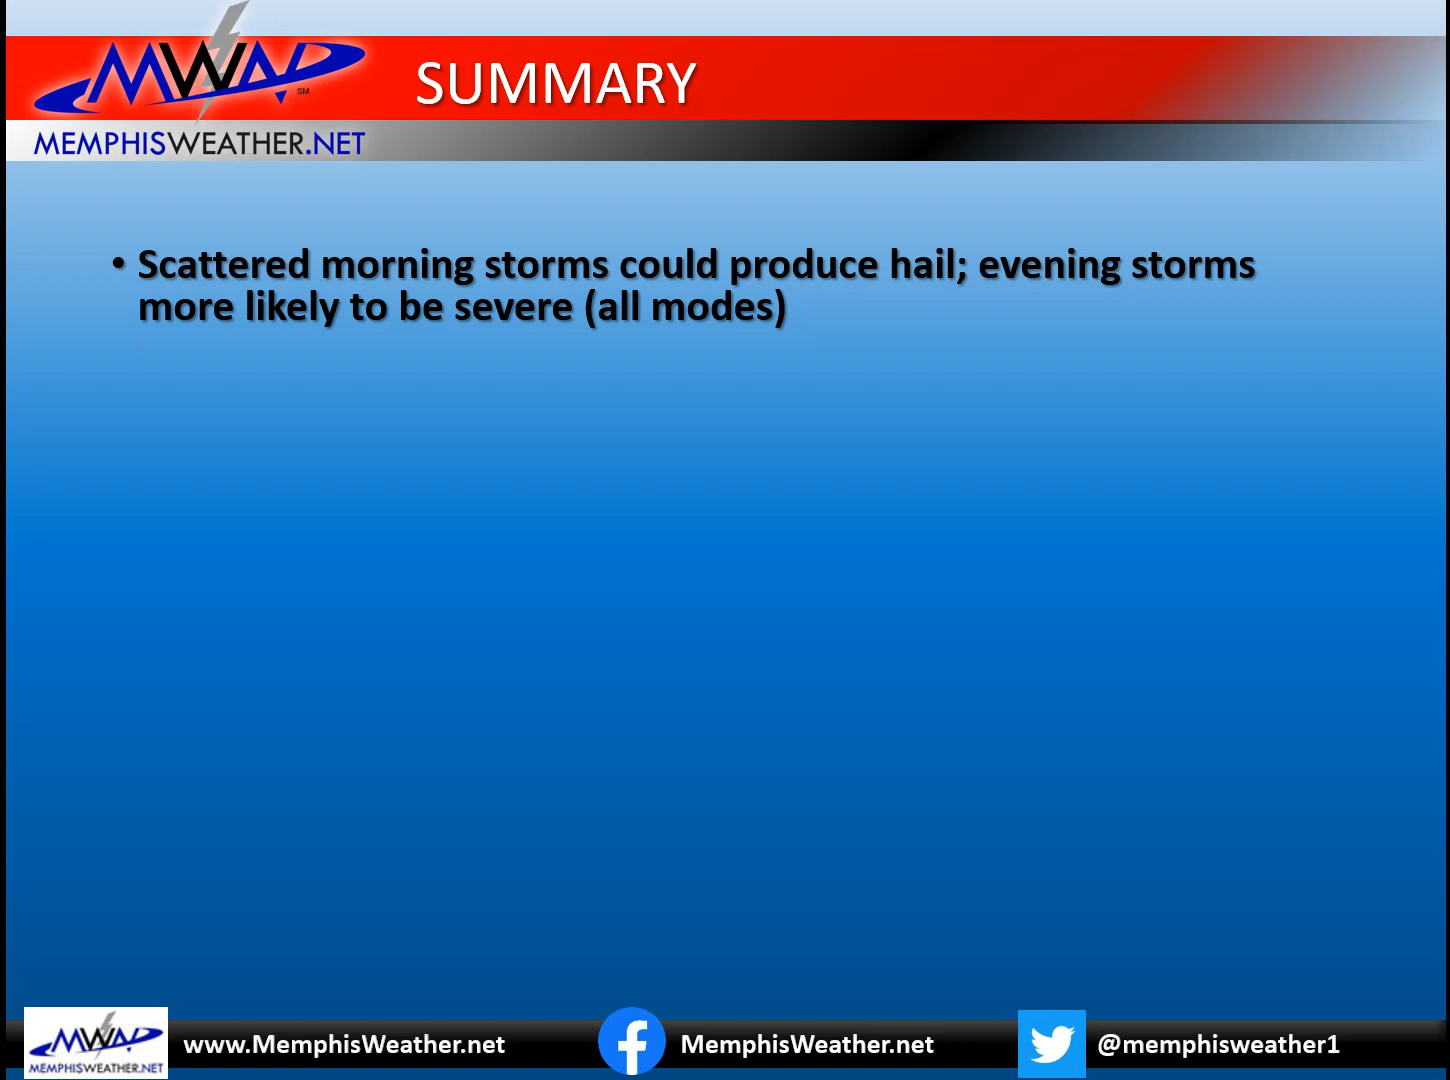 MWN
SM
SUMMARY
MEMPHISWEATHER.NET
• Scattered morning storms could produce hail; evening storms
more likely to be severe (all modes)
MWN
MEMPHISWEATHER.NET
www.MemphisWeather.net
MemphisWeather.net
@memphisweather1